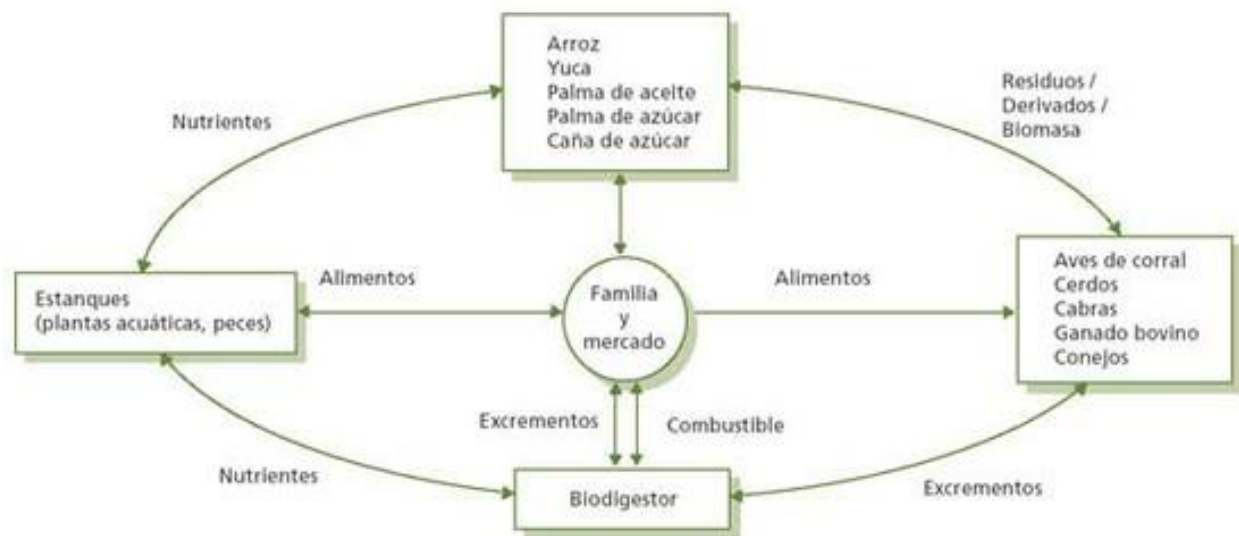 Arroz
Yuca
Palma de aceite
Palma de azúcar
Caña de azúcar
Nutrientes
Residuos /
Derivados /
Biomasa
Estanques
(plantas acuáticas, peces)
Alimentos
Familia
y
mercado
Alimentos
Aves de corral
Cerdos
Cabras
Ganado bovino
Conejos
Excrementos
Combustible
Nutrientes
Biodigestor
Excrementos